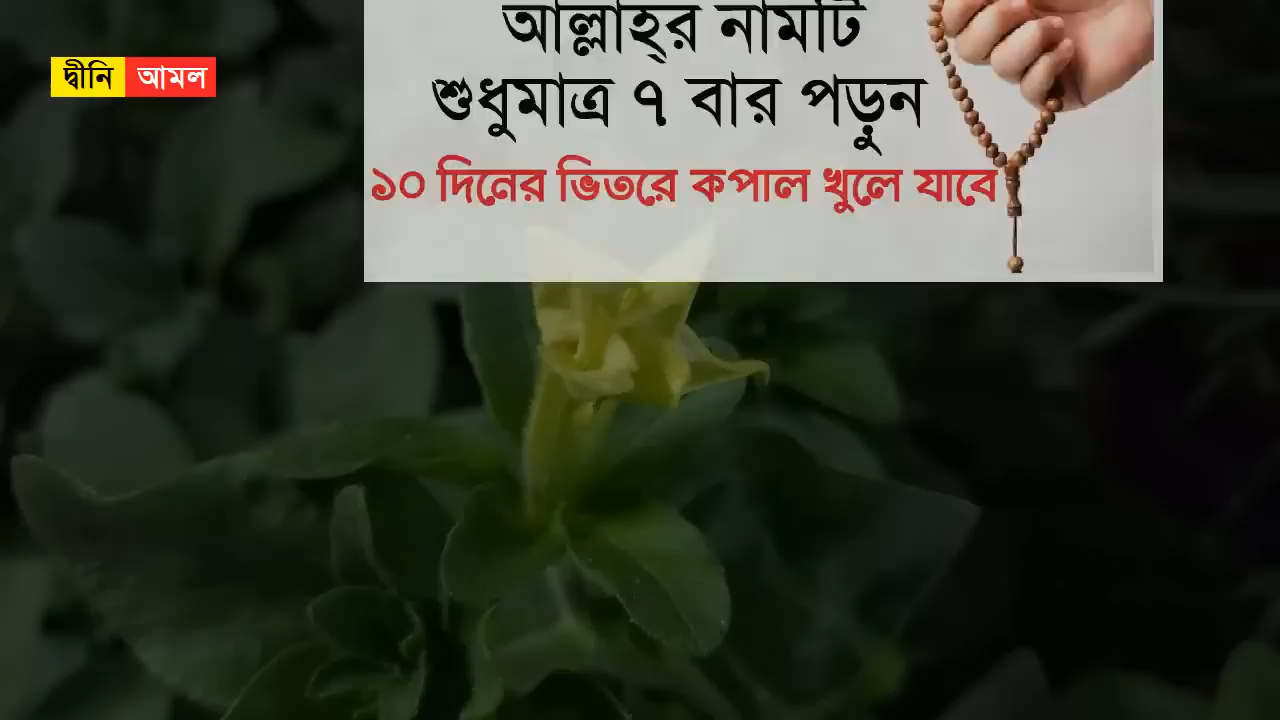 দ্বীনি আমল
আল্লাহ্‌র নামটি
শুধুমাত্র ৭ বার পড়ুন
১০ দিনের ভিতরে কপাল খুলে যাবে